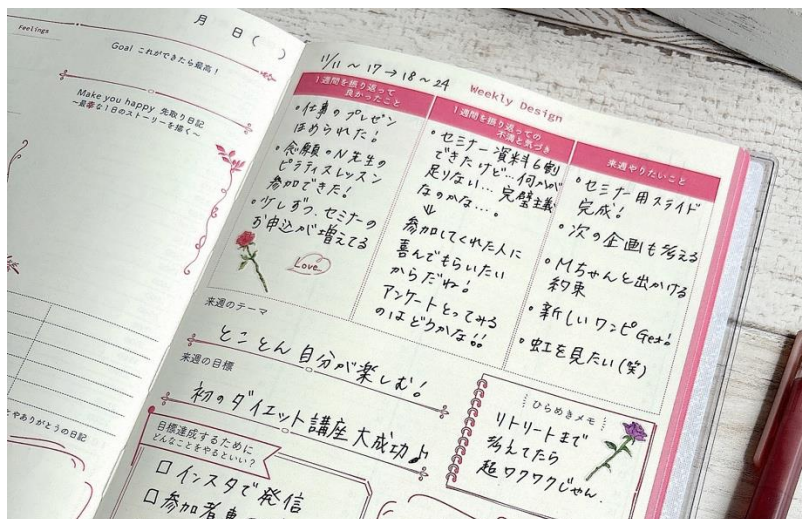 Feelings
月 日( )
Goal これができたら最高!
Make you happy 先取り日記
~最幸な1日のストーリーを描く~
とやありがとうの日記
11/11 ~ 17 → 18 ~ 24
Weekly Design
1週間を振り返って
良かったこと
・仕事のプレゼン
ほめられた!
・念願のN先生の
ピラティスレッスン
参加できた!
・少しずつ、セミナーの
お申込が増えてる
Love
1週間を振り返っての
不満と気づき
・セミナー資料6割
できたけど…何かが
足りない…完璧主義
なのかな…。
⇓
参加してくれた人に
喜んでもらいたい
からだね!
アンケートとってみる
のはどうかな!!
来週やりたいこと
・セミナー用スライド
完成!
・次の企画も考える
・Mちゃんと出かける
約束
・新しいワンピGet!
・虹を見たい(笑)
来週のテーマ
とことん自分が楽しむ!
来週の目標
初のダイエット講座大成功♪
目標達成するために
どんなことをやるといい?
□インスタで発信
□参加者
ひらめきメモ
リトリートまで
考えてたら
超ワクワクじゃん.